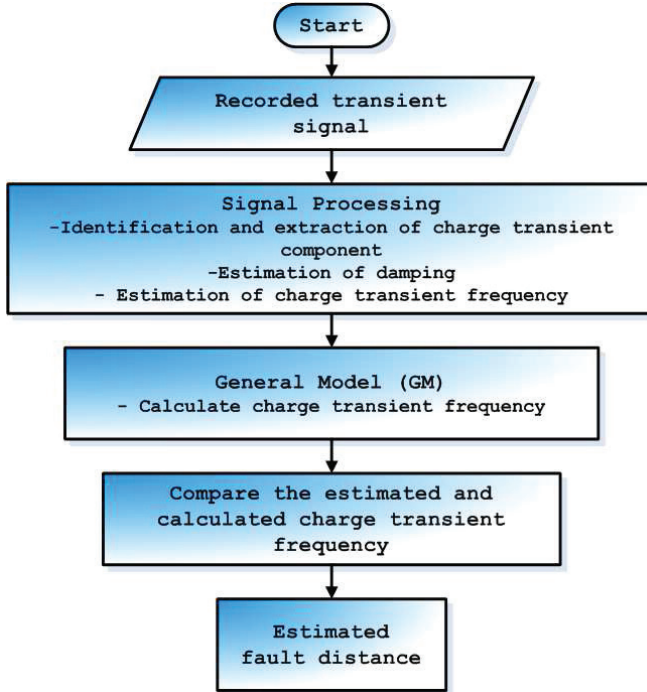 Start
Recorded transient
signal
Signal Processing
-Identification and extraction of charge transient
component
-Estimation of damping
- Estimation of charge transient frequency
General Model (GM)
- Calculate charge transient frequency
Compare the estimated and
calculated charge transient
frequency
Estimated
fault distance